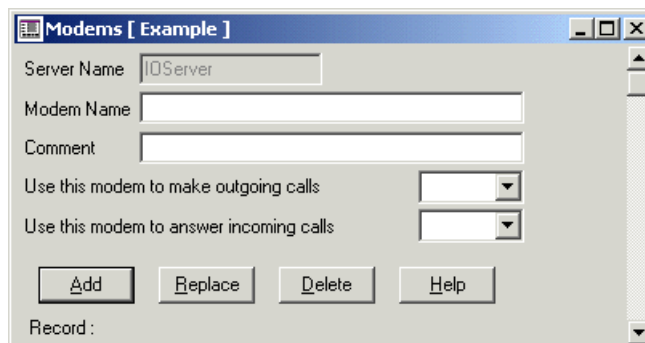 Modems [ Example ]
Server Name IOServer
Modem Name
Comment
Use this modem to make outgoing calls
Use this modem to answer incoming calls
Add Replace Delete Help
Record :